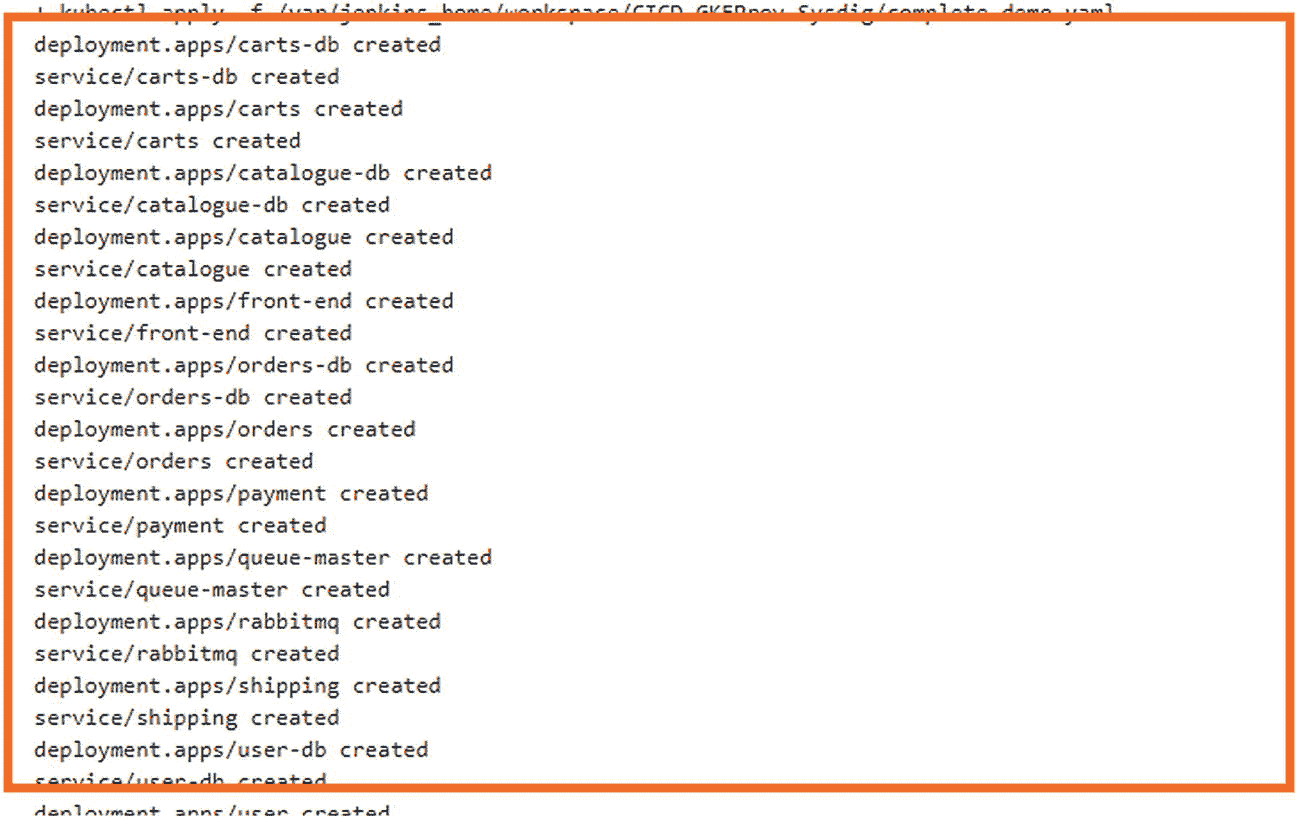 + kubectl apply -f /var/jenkins_home/workspace/CICD-GKEPpov-Sysdig/complete-demo.yaml
deployment.apps/carts-db created
service/carts-db created
deployment.apps/carts created
service/carts created
deployment.apps/catalogue-db created
service/catalogue-db created
deployment.apps/catalogue created
service/catalogue created
deployment.apps/front-end created
service/front-end created
deployment.apps/orders-db created
service/orders-db created
deployment.apps/orders created
service/orders created
deployment.apps/payment created
service/payment created
deployment.apps/queue-master created
service/queue-master created
deployment.apps/rabbitmq created
service/rabbitmq created
deployment.apps/shipping created
service/shipping created
deployment.apps/user-db created
service/user-db created
deployment.apps/user created